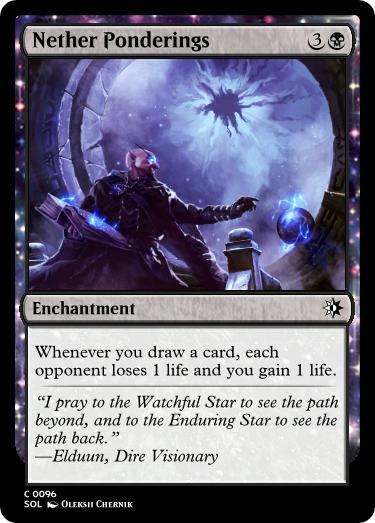 Nether Ponderings 3
Enchantment
Whenever you draw a card, each
opponent loses 1 life and you gain 1 life.
“I pray to the Watchful Star to see the path
beyond, and to the Enduring Star to see the
path back.”
—Elduun, Dire Visionary
C 0096
SOL Oleksii Chernik